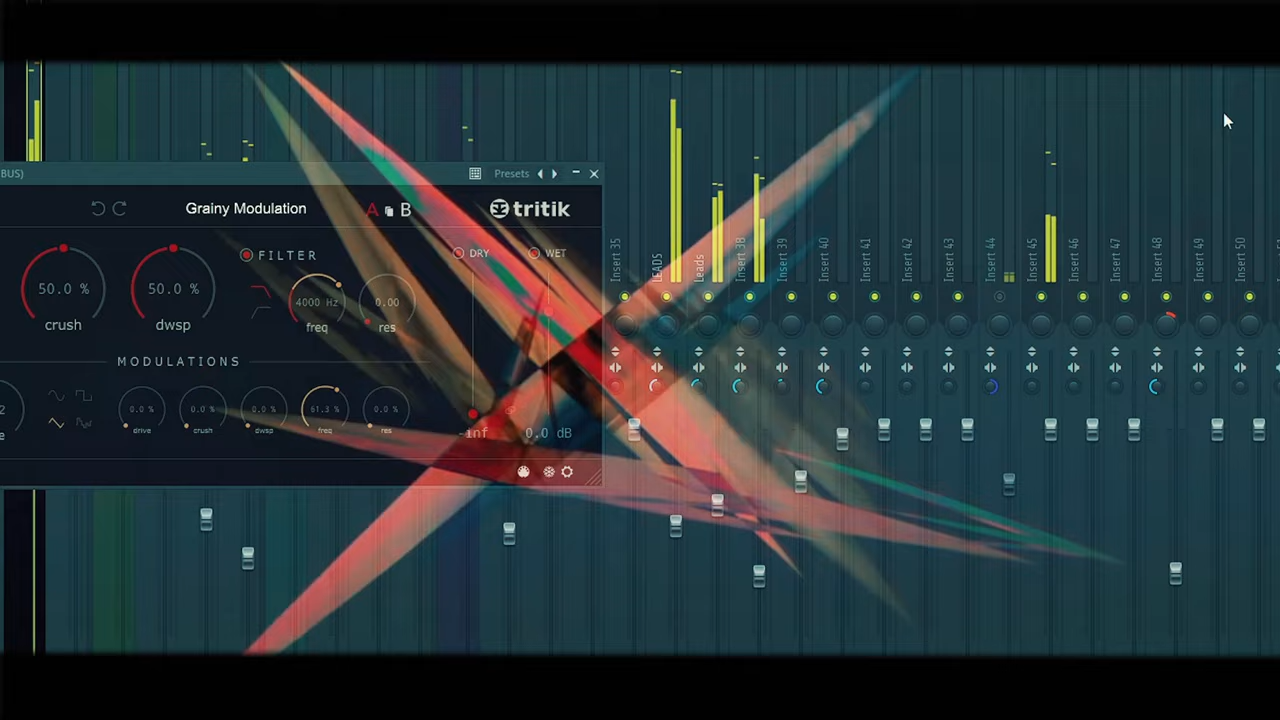 BUS)
Presets
Grainy Modulation
A B
tritik
FILTER
DRY
WET
50.0 %
50.0 %
4000 Hz
0.00
crush
dwsp
freq
res
MODULATIONS
2
0.0 %
0.0 %
0.0 %
61.3 %
0.0 %
e
drive
crush
dwsp
freq
res
-inf
0.0 dB
Insert 35
LEADS
Leads
Insert 38
Insert 39
Insert 40
Insert 41
Insert 42
Insert 43
Insert 44
Insert 45
Insert 46
Insert 47
Insert 48
Insert 49
Insert 50